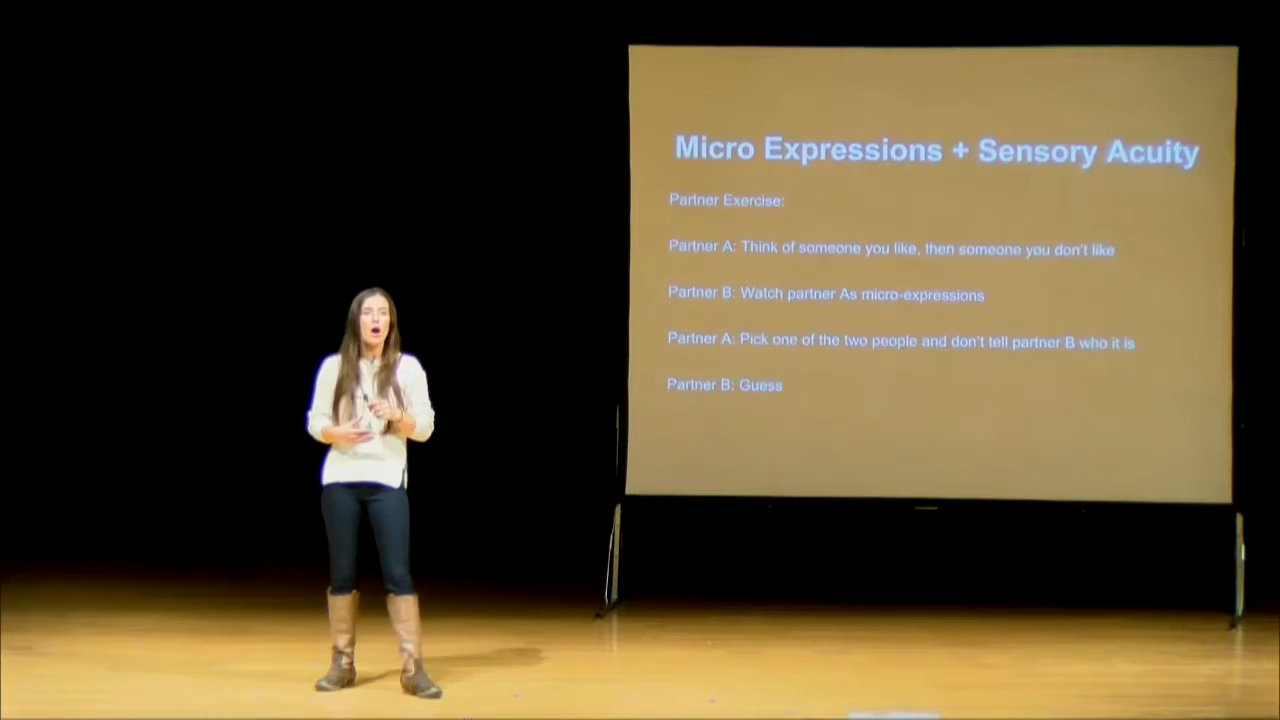 Micro Expressions + Sensory Acuity
Partner Exercise:
Partner A: Think of someone you like, then someone you don't like
Partner B: Watch partner As micro-expressions
Partner A: Pick one of the two people and don't tell partner B who it is
Partner B: Guess